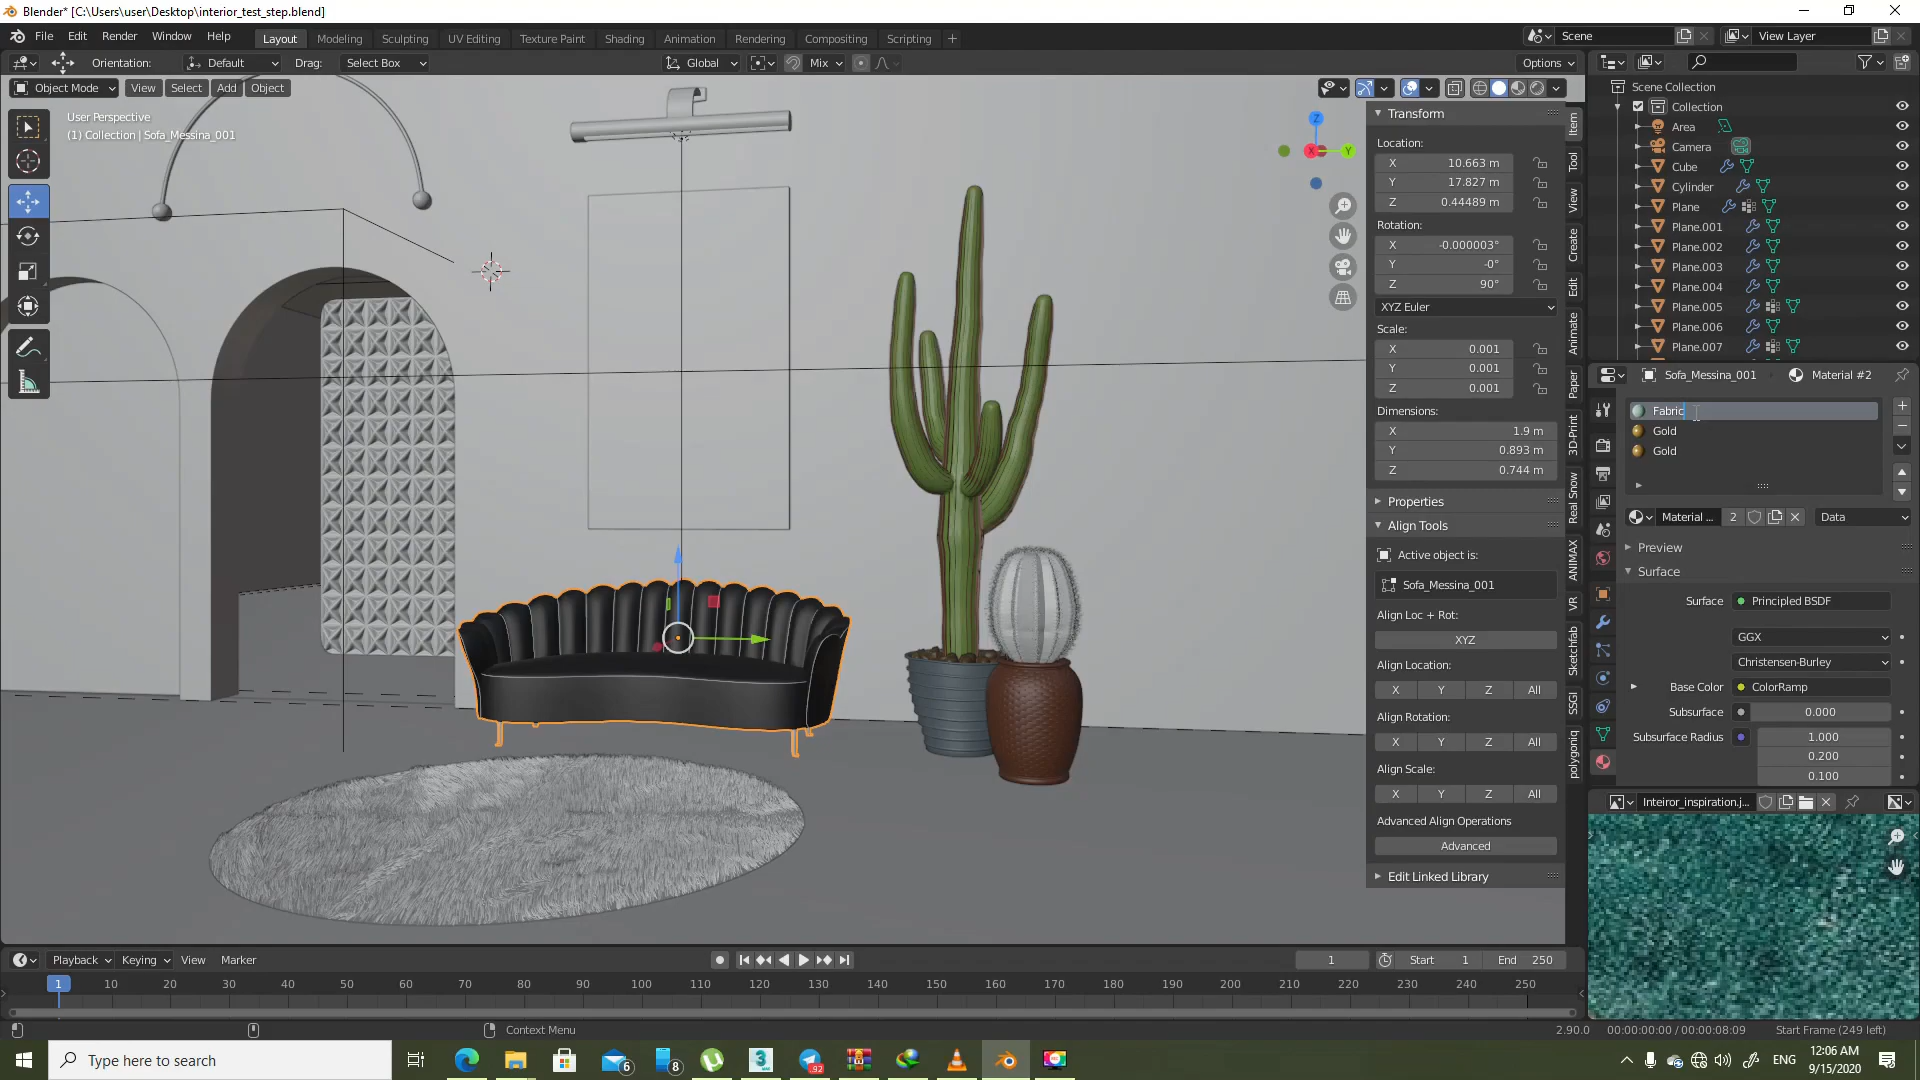 Blender* [C:\Users\user\Desktop\interior_test_step.blend]
File Edit Render Window Help
Layout Modeling Sculpting UV Editing Texture Paint Shading Animation Rendering Compositing Scripting +
Scene
View Layer
Orientation: Default Drag: Select Box
Global
Mix
Options
Object Mode View Select Add Object
User Perspective
(1) Collection | Sofa_Messina_001
Z
X
Y
Transform
Location:
X 10.663 m
Y 17.827 m
Z 0.44489 m
Rotation:
X -0.000003°
Y -0°
Z 90°
XYZ Euler
Scale:
X 0.001
Y 0.001
Z 0.001
Dimensions:
X 1.9 m
Y 0.893 m
Z 0.744 m
Properties
Align Tools
Active object is:
Sofa_Messina_001
Align Loc + Rot:
XYZ
Align Location:
X Y Z All
Align Rotation:
X Y Z All
Align Scale:
X Y Z All
Advanced Align Operations
Advanced
Edit Linked Library
Item
Tool
View
Create
Edit
Animate
Paper
3D-Print
Real Snow
ANIMAX
VR
Sketchfab
SSGI
polygoniq
Scene Collection
Collection
Area
Camera
Cube
Cylinder
Plane
Plane.001
Plane.002
Plane.003
Plane.004
Plane.005
Plane.006
Plane.007
Sofa_Messina_001 Material #2
Fabric
Gold
Gold
Material ... 2 Data
Preview
Surface
Surface Principled BSDF
GGX
Christensen-Burley
Base Color ColorRamp
Subsurface 0.000
Subsurface Radius 1.000
0.200
0.100
Inteiror_inspiration.j...
Playback Keying View Marker
1
Start 1
End 250
1 10 20 30 40 50 60 70 80 90 100 110 120 130 140 150 160 170 180 190 200 210 220 230 240 250
Context Menu
2.90.0 00:00:00:00 / 00:00:08:09 Start Frame (249 left)
Type here to search
6
8
3
92
ENG
12:06 AM
9/15/2020